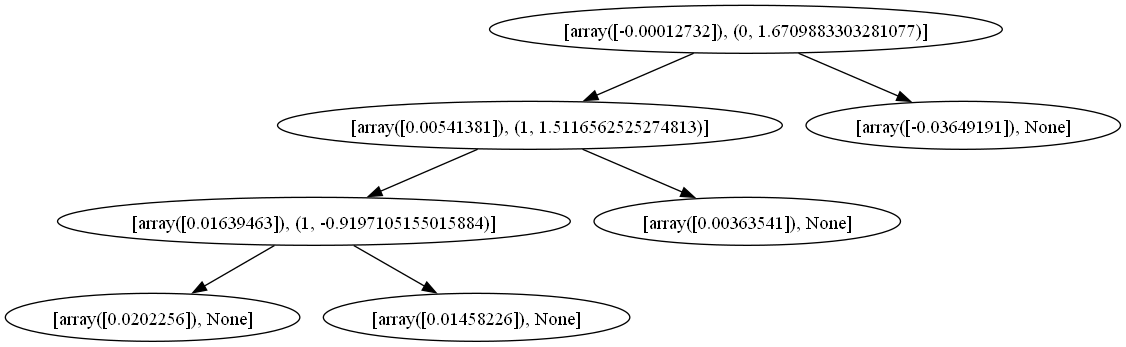 [array([-0.00012732]), (0, 1.6709883303281077)]
[array([0.00541381]), (1, 1.5116562525274813)]
[array([-0.03649191]), None]
[array([0.01639463]), (1, -0.9197105155015884)]
[array([0.00363541]), None]
[array([0.0202256]), None]
[array([0.01458226]), None]